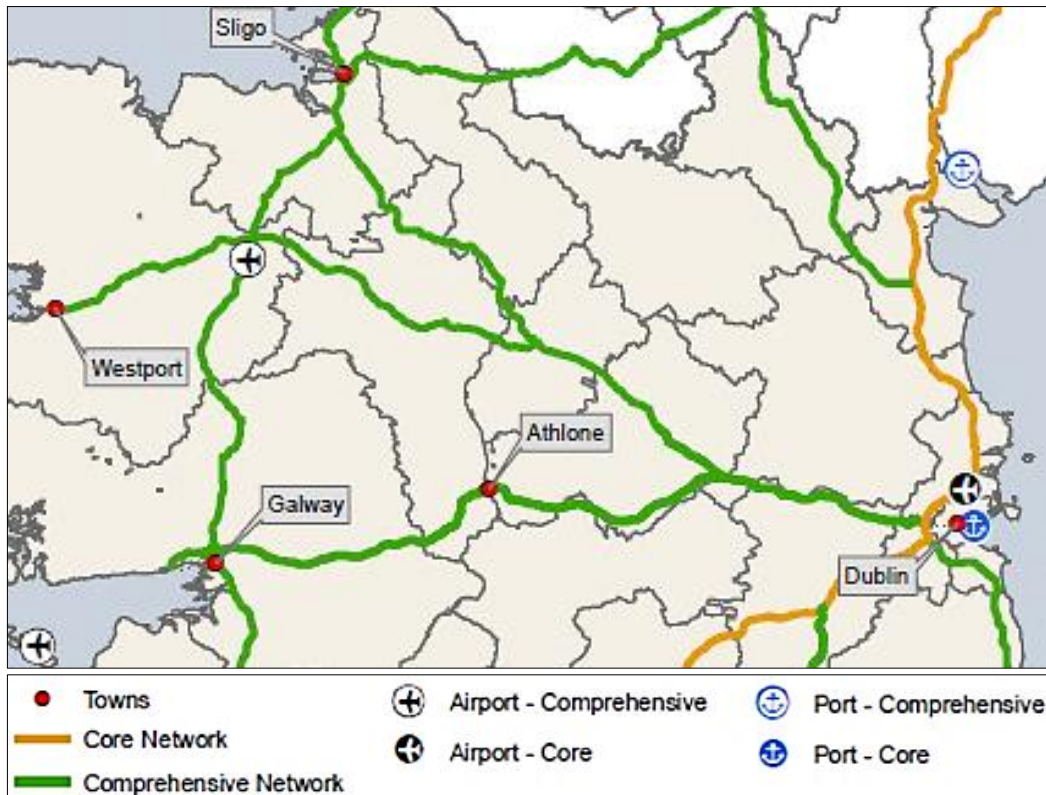 Sligo
Westport
Athlone
Galway
Dublin
Towns
Airport - Comprehensive
Port - Comprehensive
Core Network
Airport - Core
Port - Core
Comprehensive Network